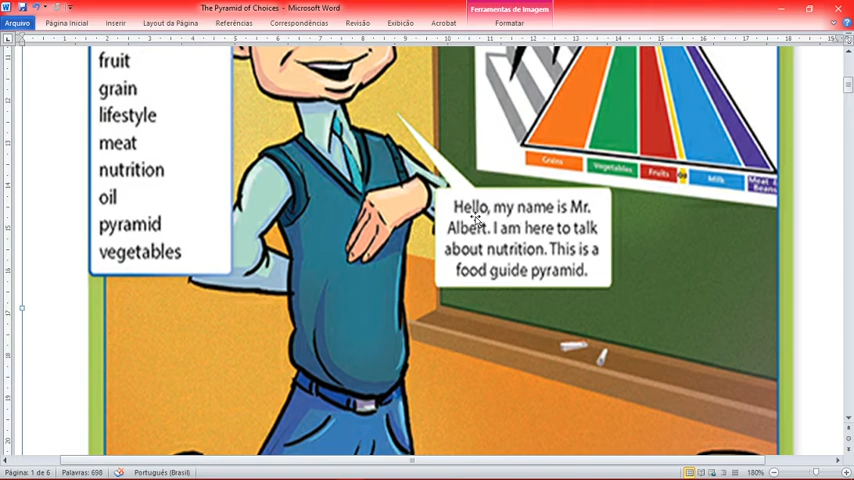 The Pyramid of Choices - Microsoft Word
Ferramentas de Imagem
Arquivo
Página Inicial
Inserir
Layout da Página
Referências
Correspondências
Revisão
Exibição
Acrobat
Formatar
fruit
grain
lifestyle
meat
nutrition
oil
pyramid
vegetables
Grains
Vegetables
Fruits
Oil
Milk
Meat &
Beans
Hello, my name is Mr.
Albert. I am here to talk
about nutrition. This is a
food guide pyramid.
Página: 1 de 6
Palavras: 698
Português (Brasil)
180%